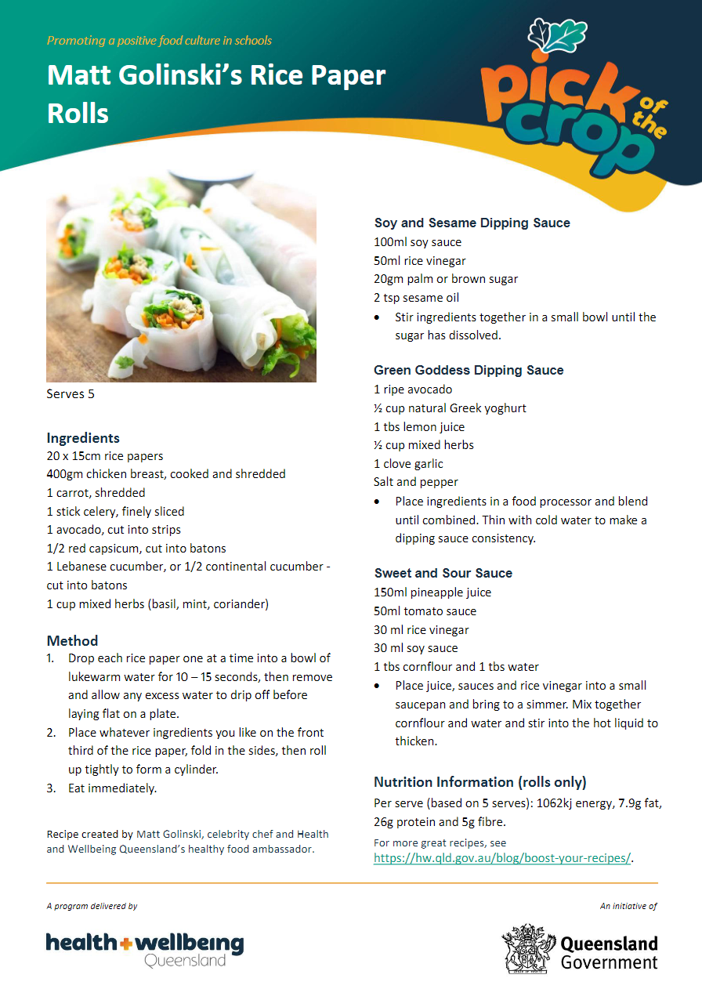 Promoting a positive food culture in schools
Matt Golinski’s Rice Paper
Rolls
pick
of
the
crop
Serves 5
Ingredients
20 x 15cm rice papers
400gm chicken breast, cooked and shredded
1 carrot, shredded
1 stick celery, finely sliced
1 avocado, cut into strips
1/2 red capsicum, cut into batons
1 Lebanese cucumber, or 1/2 continental cucumber -
cut into batons
1 cup mixed herbs (basil, mint, coriander)
Method
1. Drop each rice paper one at a time into a bowl of
lukewarm water for 10 – 15 seconds, then remove
and allow any excess water to drip off before
laying flat on a plate.
2. Place whatever ingredients you like on the front
third of the rice paper, fold in the sides, then roll
up tightly to form a cylinder.
3. Eat immediately.
Recipe created by Matt Golinski, celebrity chef and Health
and Wellbeing Queensland’s healthy food ambassador.
Soy and Sesame Dipping Sauce
100ml soy sauce
50ml rice vinegar
20gm palm or brown sugar
2 tsp sesame oil
• Stir ingredients together in a small bowl until the
sugar has dissolved.
Green Goddess Dipping Sauce
1 ripe avocado
½ cup natural Greek yoghurt
1 tbs lemon juice
½ cup mixed herbs
1 clove garlic
Salt and pepper
• Place ingredients in a food processor and blend
until combined. Thin with cold water to make a
dipping sauce consistency.
Sweet and Sour Sauce
150ml pineapple juice
50ml tomato sauce
30 ml rice vinegar
30 ml soy sauce
1 tbs cornflour and 1 tbs water
• Place juice, sauces and rice vinegar into a small
saucepan and bring to a simmer. Mix together
cornflour and water and stir into the hot liquid to
thicken.
Nutrition Information (rolls only)
Per serve (based on 5 serves): 1062kj energy, 7.9g fat,
26g protein and 5g fibre.
For more great recipes, see
https://hw.qld.gov.au/blog/boost-your-recipes/.
A program delivered by
health+wellbeing
Queensland
An initiative of
Queensland
Government